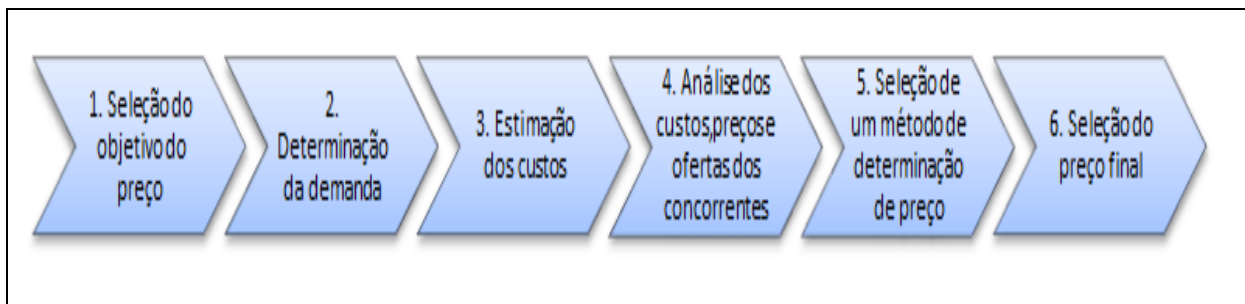 1. Seleção do
objetivo do
preço
2.
Determinação
da demanda
3. Estimação
dos custos
4. Análise dos
custos,preços e
ofertas dos
concorrentes
5. Seleção de
um método de
determinação
de preço
6. Seleção do
preço final